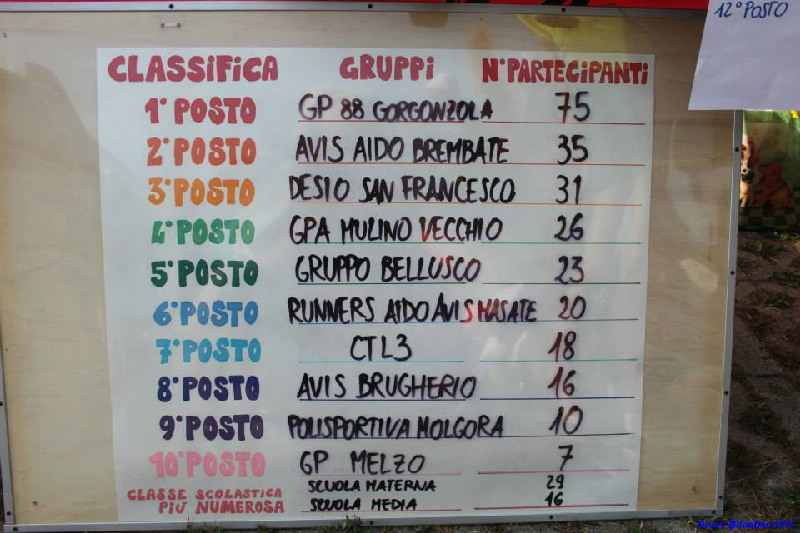 12° POSTO
CLASSIFICA GRUPPI N° PARTECIPANTI
1° POSTO GP 88 GORGONZOLA 75
2° POSTO AVIS AIDO BREMBATE 35
3° POSTO DESIO SAN FRANCESCO 31
4° POSTO GPA MULINO VECCHIO 26
5° POSTO GRUPPO BELLUSCO 23
6° POSTO RUNNERS AIDO AVIS MASATE 20
7° POSTO CTL3 18
8° POSTO AVIS BRUGHERIO 16
9° POSTO POLISPORTIVA MOLGORA 10
10° POSTO GP MELZO 7
CLASSE SCOLASTICA SCUOLA MATERNA 29
PIÙ NUMEROSA SCUOLA MEDIA 16